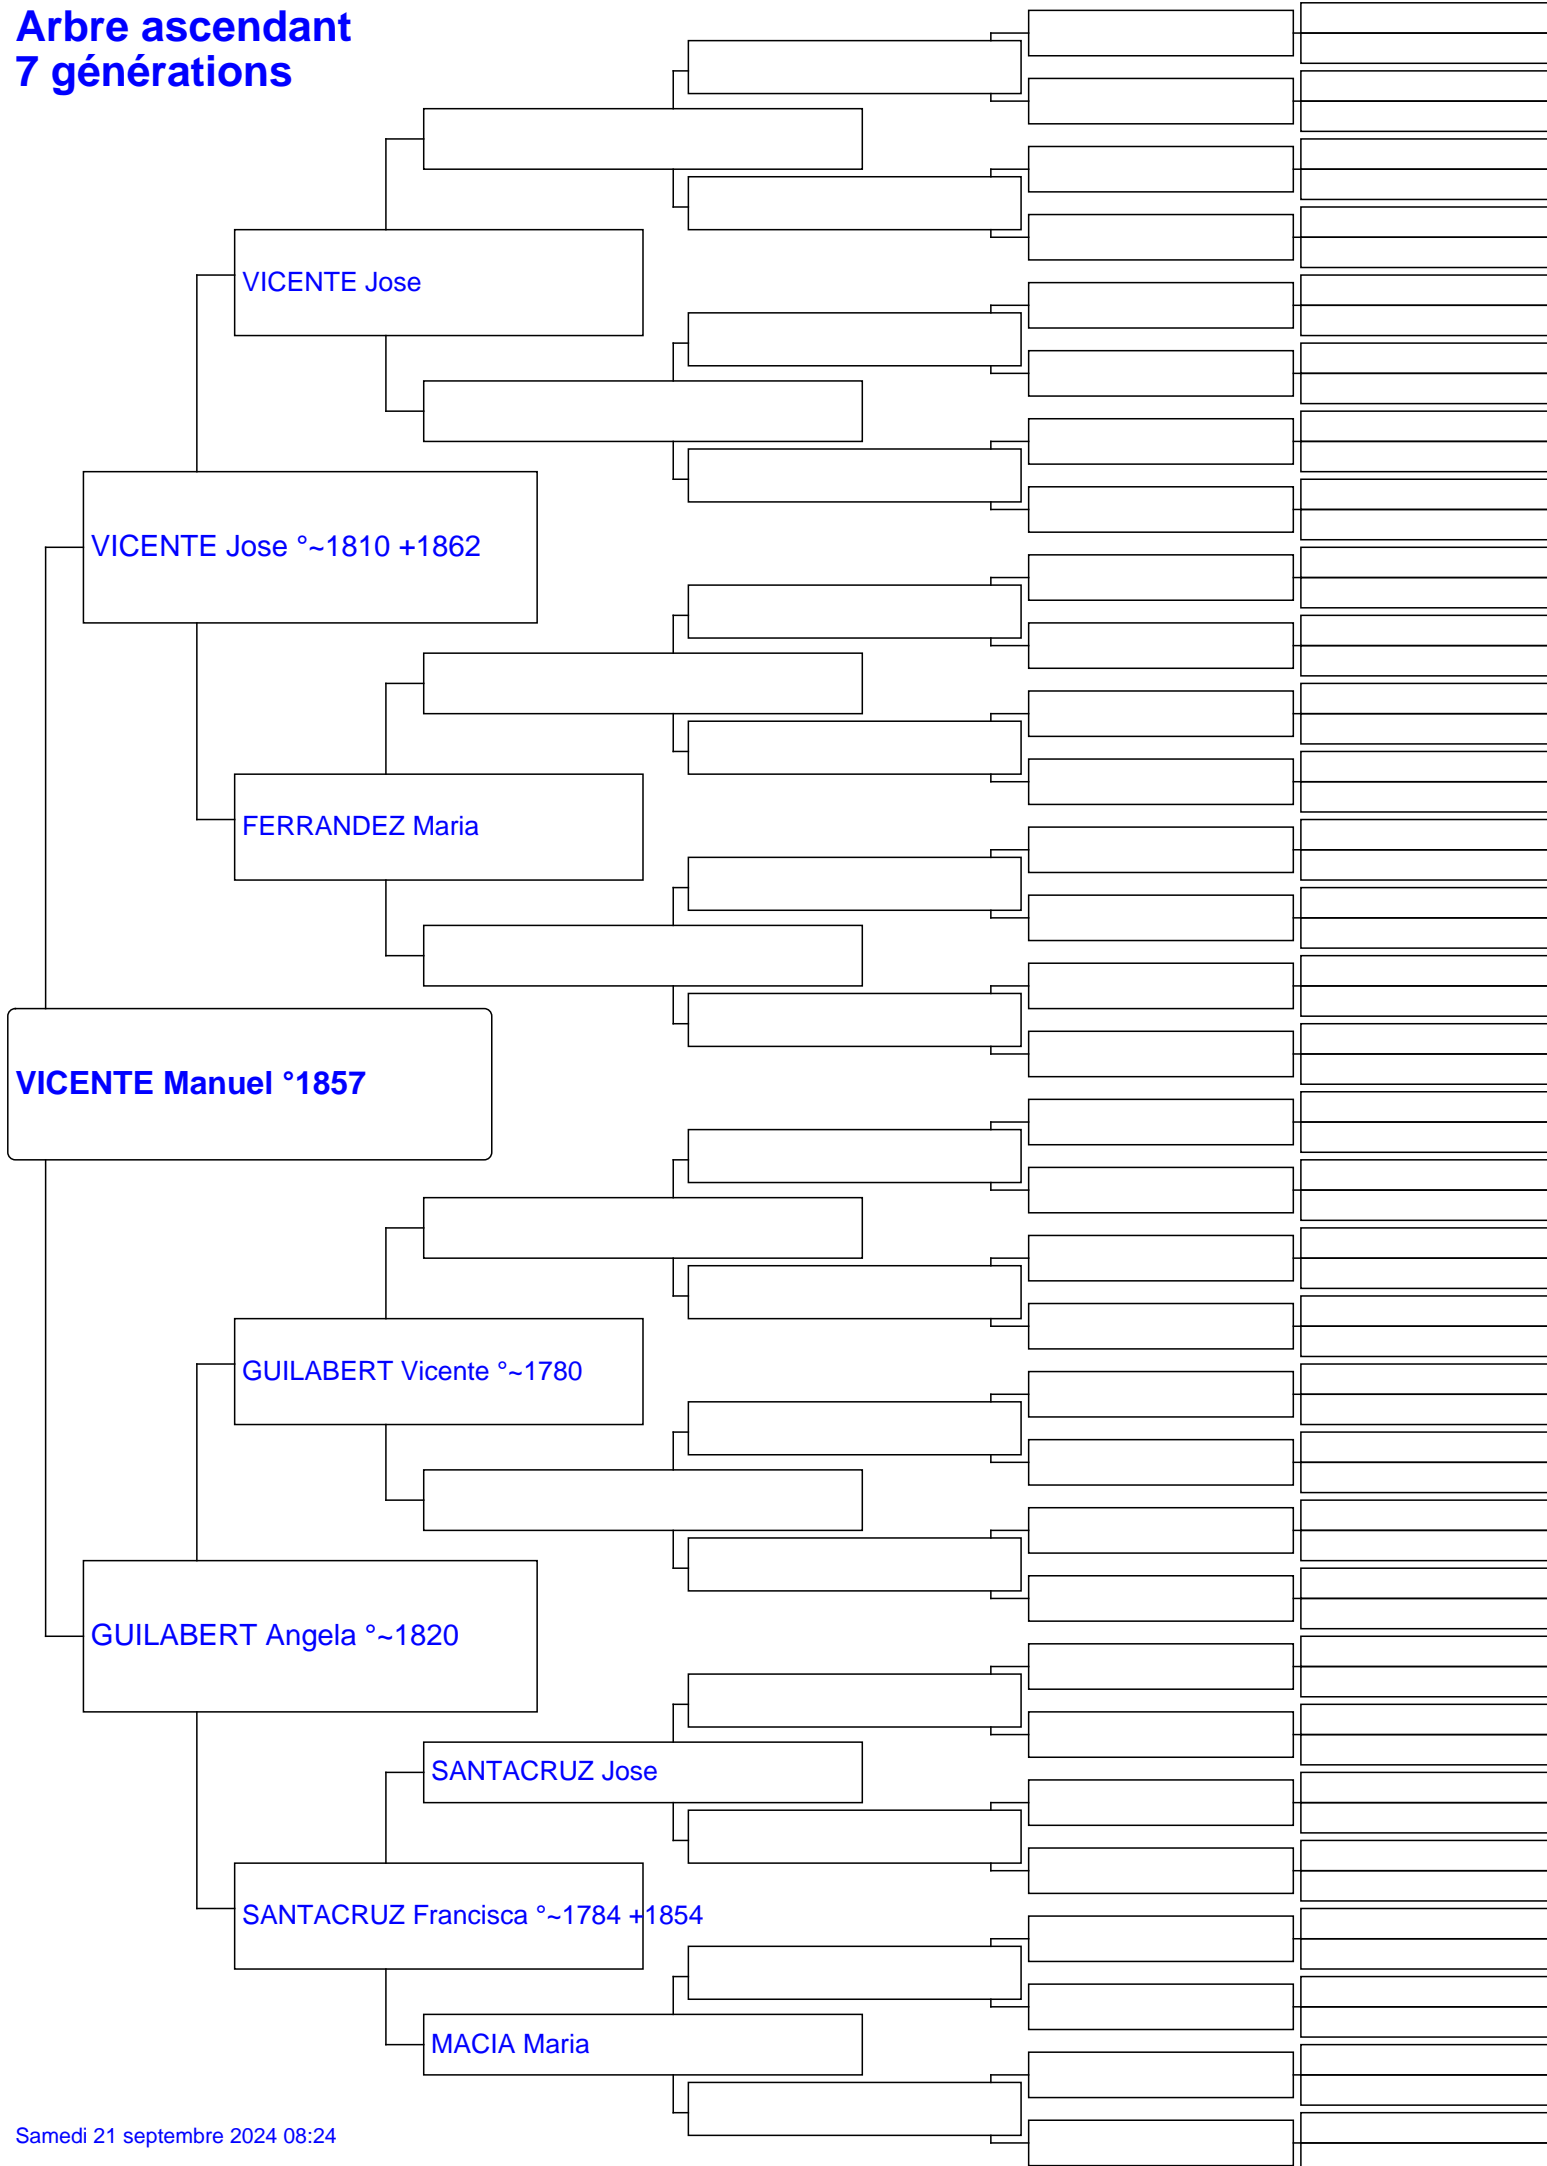 Arbre ascendant
7 générations
VICENTE Jose
VICENTE Jose °~1810 +1862
FERRANDEZ Maria
VICENTE Manuel °1857
GUILABERT Vicente °~1780
GUILABERT Angela °~1820
SANTACRUZ Jose
SANTACRUZ Francisca °~1784 +1854
MACIA Maria
Samedi 21 septembre 2024 08:24